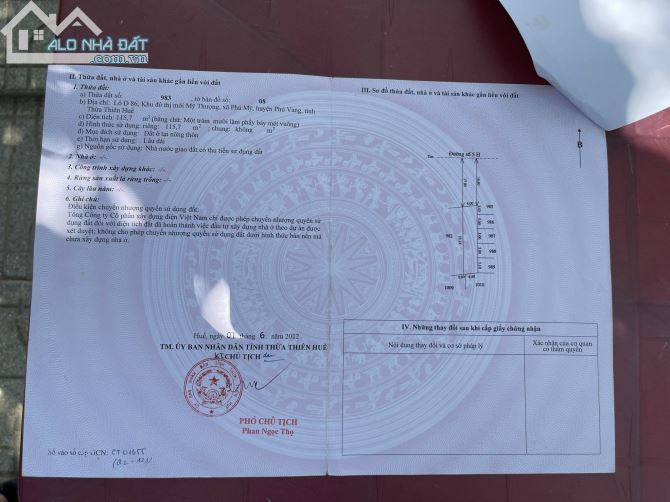 ALO NHÀ ĐẤT
.com.vn
II. Thửa đất, nhà ở và tài sản khác gắn liền với đất
1. Thửa đất:
a) Thửa đất số: 983, tờ bản đồ số: 08
b) Địa chỉ: Lô D 86, Khu đô thị mới Mỹ Thượng, xã Phú Mỹ, huyện Phú Vang, tỉnh
Thừa Thiên Huế
c) Diện tích: 115,7 m², (bằng chữ: Một trăm mười lăm phẩy bảy mét vuông)
d) Hình thức sử dụng: riêng: 115,7 m², chung: không m²
đ) Mục đích sử dụng: Đất ở tại nông thôn
e) Thời hạn sử dụng: Lâu dài
g) Nguồn gốc sử dụng: Nhà nước giao đất có thu tiền sử dụng đất
2. Nhà ở: -/-
3. Công trình xây dựng khác: -/-
4. Rừng sản xuất là rừng trồng: -/-
5. Cây lâu năm: -/-
6. Ghi chú:
Điều kiện chuyển nhượng quyền sử dụng đất:
Tổng Công ty Cổ phần xây dựng điện Việt Nam chỉ được phép chuyển nhượng quyền sử
dụng đất đối với diện tích đất đã hoàn thành việc đầu tư xây dựng nhà ở theo dự án được
xét duyệt; không cho phép chuyển nhượng quyền sử dụng đất dưới hình thức bán nền mà
chưa xây dựng nhà ở.
Huế, ngày 01 tháng 6 năm 2012
TM. ỦY BAN NHÂN DÂN TỈNH THỪA THIÊN HUẾ
KT. CHỦ TỊCH
PHÓ CHỦ TỊCH
Phan Ngọc Thọ
Số vào sổ cấp GCN: CT 01655
III. Sơ đồ thửa đất, nhà ở và tài sản khác gắn liền với đất
B
Đường số 5 H
982
985
986
987
988
989
1009
1010
IV. Những thay đổi sau khi cấp giấy chứng nhận
Nội dung thay đổi và cơ sở pháp lý
Xác nhận của cơ quan
có thẩm quyền